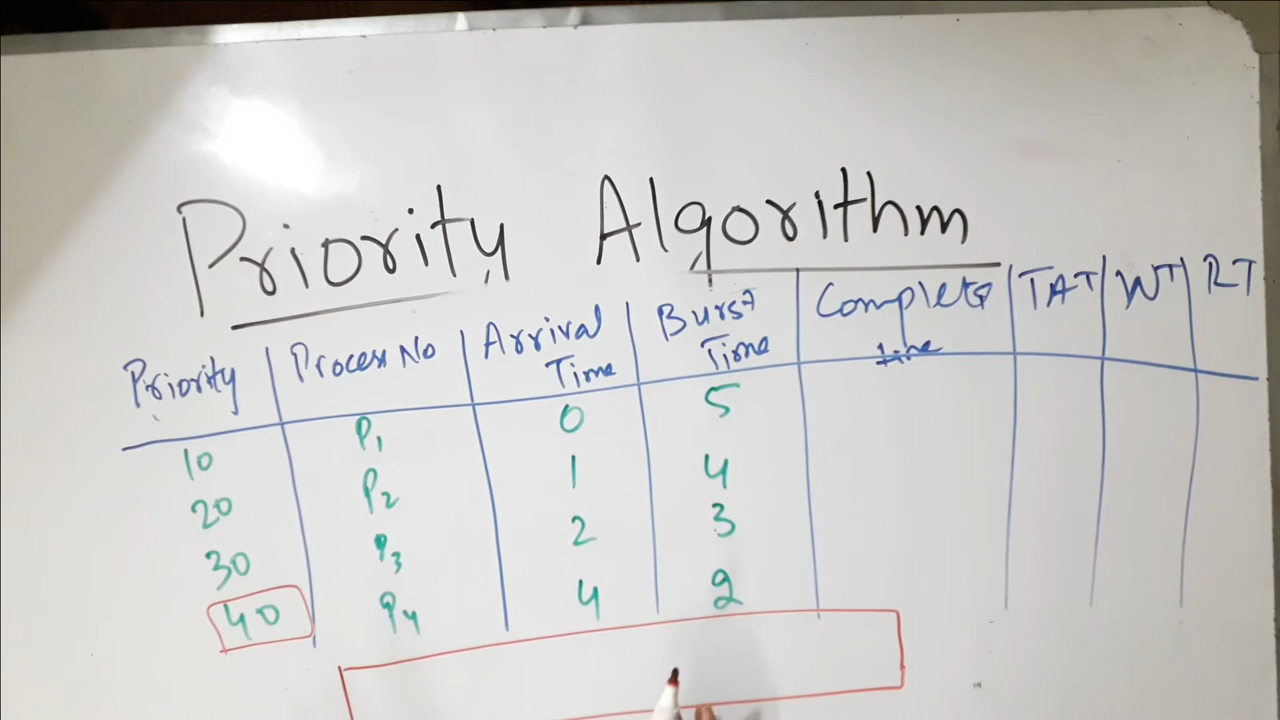 Priority Algorithm
Priority Process No Arrival Time Burst Time Complete time TAT WT RT
10 P1 0 5
20 P2 1 4
30 P3 2 3
40 P4 4 2